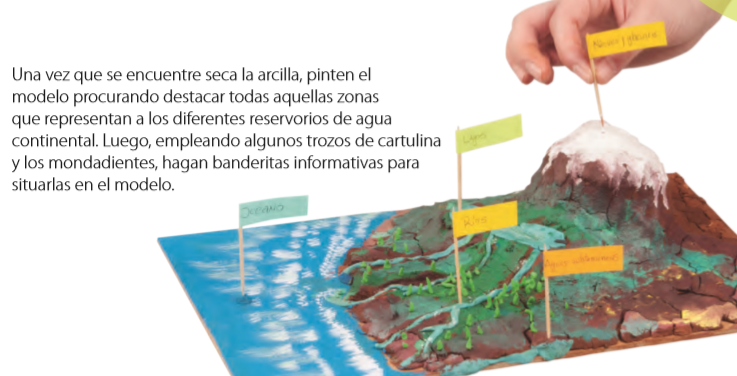 Una vez que se encuentre seca la arcilla, pinten el
modelo procurando destacar todas aquellas zonas
que representan a los diferentes reservorios de agua
continental. Luego, empleando algunos trozos de cartulina
y los mondadientes, hagan banderitas informativas para
situarlas en el modelo.
Nieves y glaciares
Lagos
Ríos
OCÉANO
Aguas subterráneas